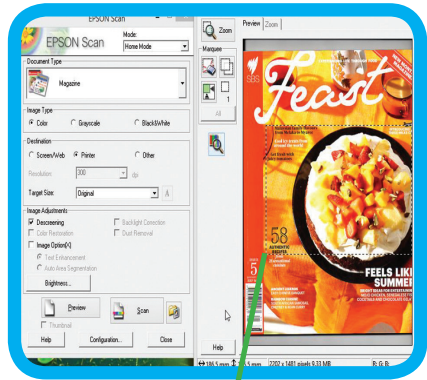 EPSON Scan
EPSON Scan
Mode:
Home Mode
Document Type
Magazine
Image Type
Color
Grayscale
Black&White
Destination
Screen/Web
Printer
Other
Resolution:
300
dpi
Target Size:
Original
Image Adjustments
Descreening
Backlight Correction
Color Restoration
Dust Removal
Image Option(X)
Text Enhancement
Auto Area Segmentation
Brightness...
Preview
Scan
Thumbnail
Help
Configuration...
Close
Zoom
Marquee
1
All
Help
Preview
Zoom
SBS
Feast
58
AUTHENTIC
RECIPES
FEELS LIKE
SUMMER
2202 x 1481 pixels 9.33 MB
R: G: B: